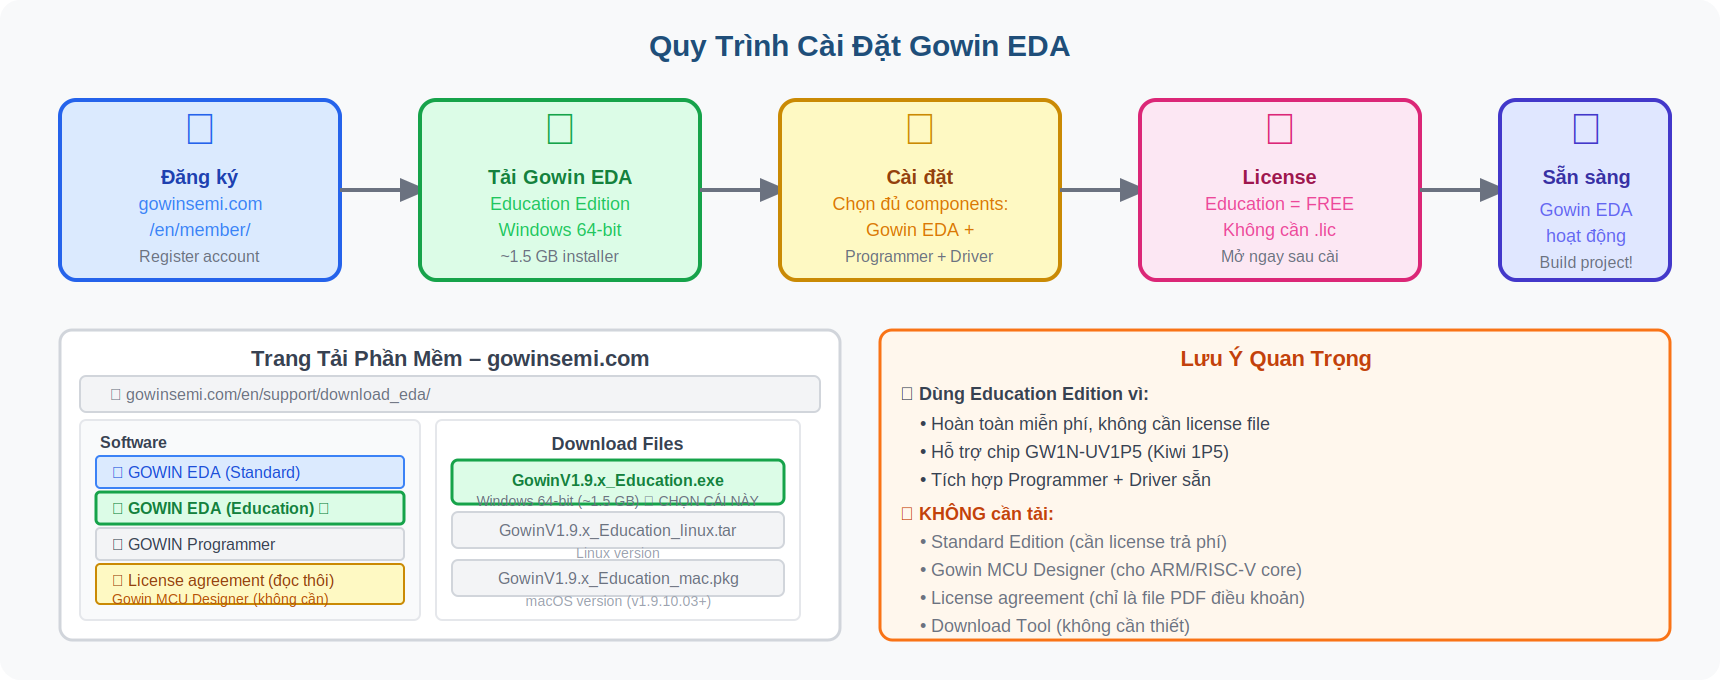 Quy Trình Cài Đặt Gowin EDA
Đăng ký
gowinsemi.com
/en/member/
Register account
Tải Gowin EDA
Education Edition
Windows 64-bit
~1.5 GB installer
Cài đặt
Chọn đủ components:
Gowin EDA +
Programmer + Driver
License
Education = FREE
Không cần .lic
Mở ngay sau cài
Sẵn sàng
Gowin EDA
hoạt động
Build project!
Trang Tải Phần Mềm – gowinsemi.com
gowinsemi.com/en/support/download_eda/
Software
GOWIN EDA (Standard)
GOWIN EDA (Education)
GOWIN Programmer
License agreement (đọc thôi)
Gowin MCU Designer (không cần)
Download Files
GowinV1.9.x_Education.exe
Windows 64-bit (~1.5 GB) CHỌN CÁI NÀY
GowinV1.9.x_Education_linux.tar
Linux version
GowinV1.9.x_Education_mac.pkg
macOS version (v1.9.10.03+)
Lưu Ý Quan Trọng
Dùng Education Edition vì:
• Hoàn toàn miễn phí, không cần license file
• Hỗ trợ chip GW1N-UV1P5 (Kiwi 1P5)
• Tích hợp Programmer + Driver sẵn
KHÔNG cần tải:
• Standard Edition (cần license trả phí)
• Gowin MCU Designer (cho ARM/RISC-V core)
• License agreement (chỉ là file PDF điều khoản)
• Download Tool (không cần thiết)